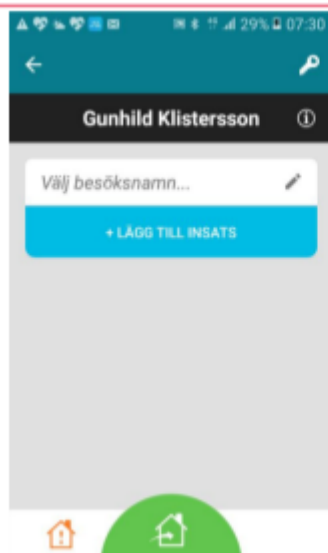 29% 07:30
Gunhild Klistersson
Välj besöksnamn...
+ LÄGG TILL INSATS